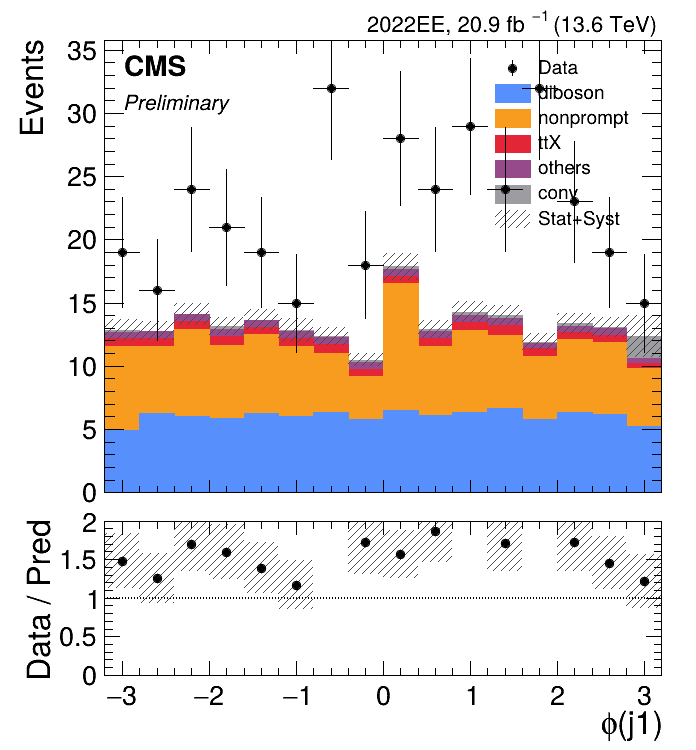 2022EE, 20.9 fb⁻¹ (13.6 TeV)
Events
CMS
Preliminary
Data
diboson
nonprompt
ttX
others
conv
Stat+Syst
35
30
25
20
15
10
5
0
Data / Pred
2
1.5
1
0.5
0
−3 −2 −1 0 1 2 3
ϕ(j1)